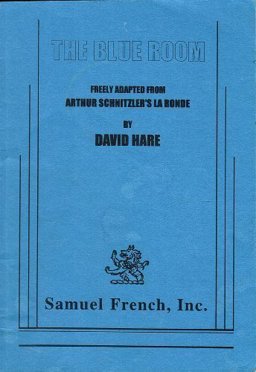 THE BLUE ROOM
FREELY ADAPTED FROM
ARTHUR SCHNITZLER'S LA RONDE
BY
DAVID HARE
Samuel French, Inc.